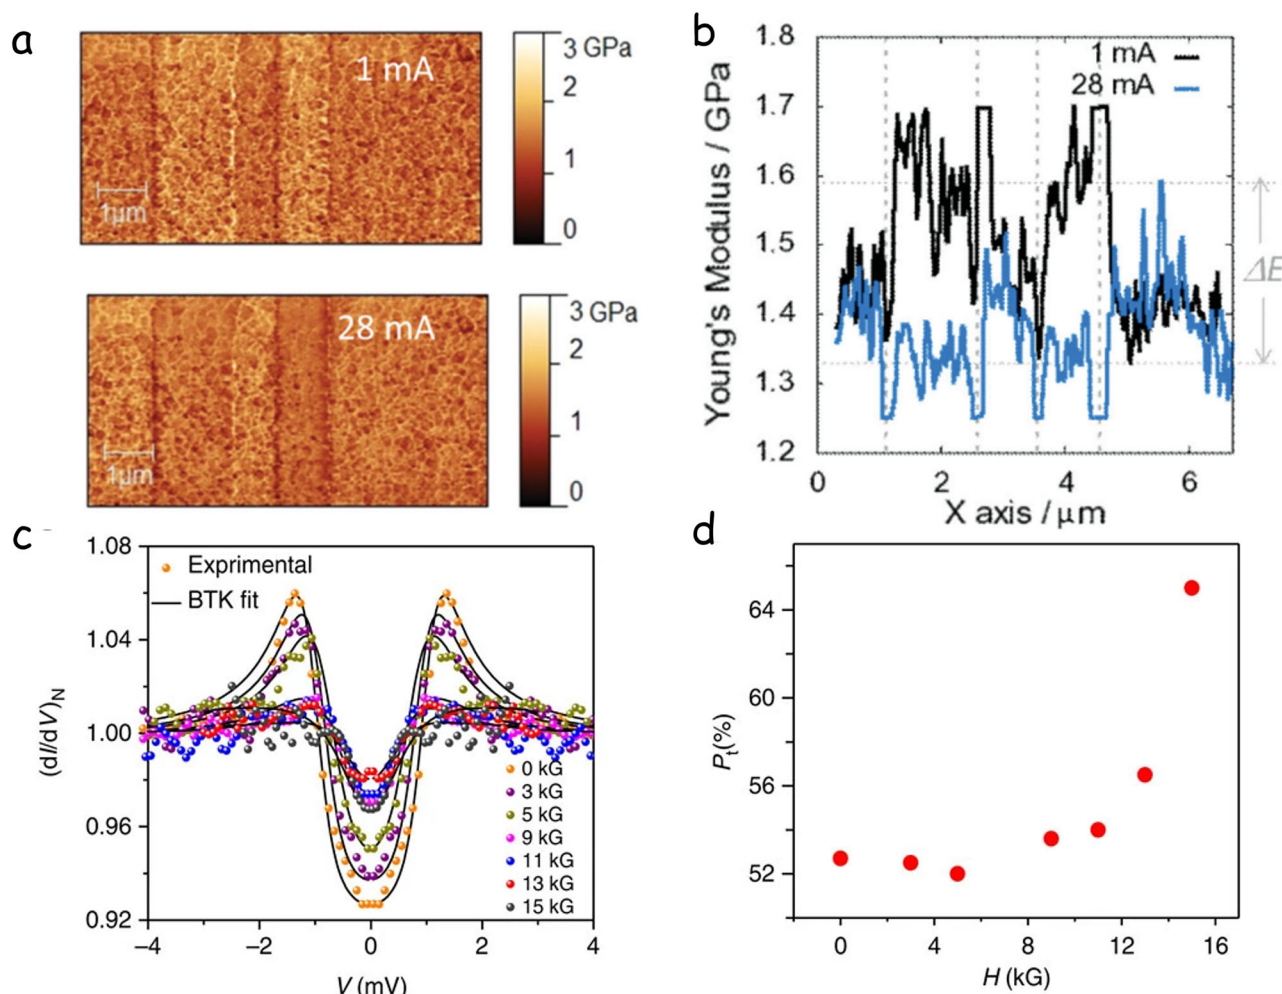 a
1 mA
1µm
3 GPa
2
1
0
28 mA
1µm
3 GPa
2
1
0
b
1.8
1.7
1.6
1.5
1.4
1.3
1.2
Young's Modulus / GPa
1 mA
28 mA
ΔE
0
2
4
6
X axis / µm
c
1.08
1.04
1.00
0.96
0.92
(dI/dV)N
Exprimental
BTK fit
0 kG
3 kG
5 kG
9 kG
11 kG
13 kG
15 kG
−4
−2
0
2
4
V (mV)
d
64
60
56
52
Pt(%)
0
4
8
12
16
H (kG)